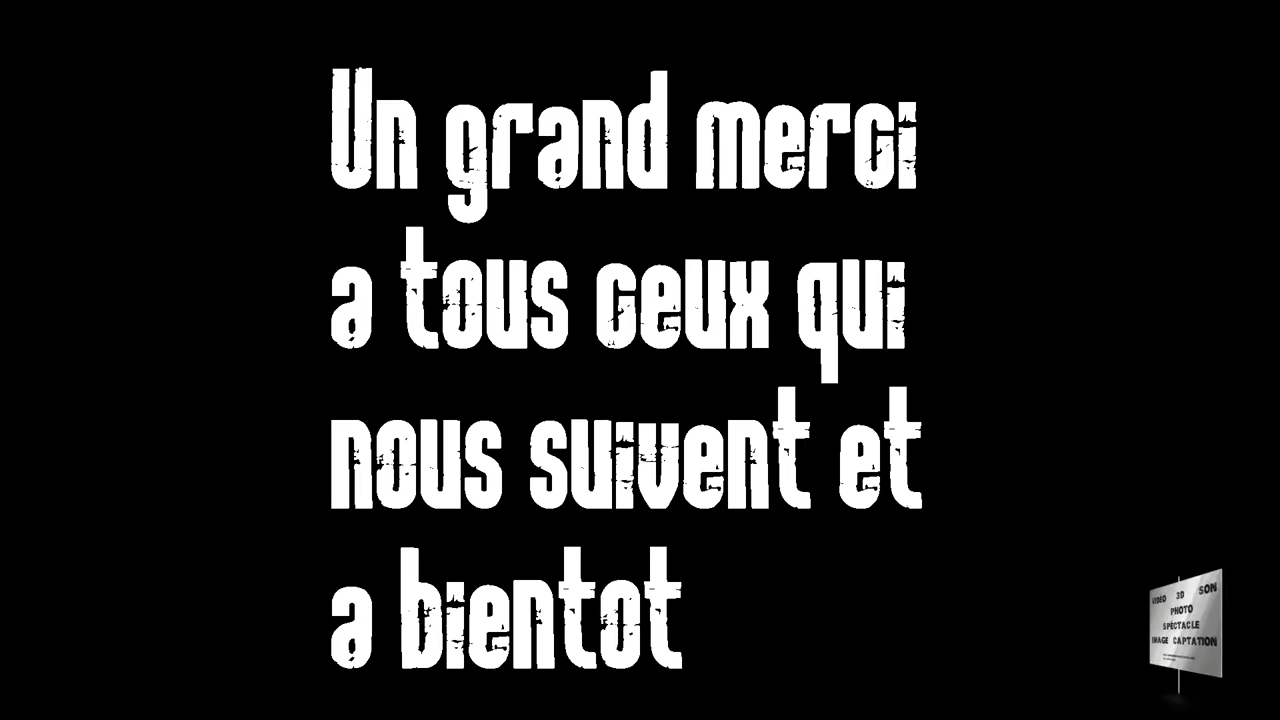 Un grand merci
a tous ceux qui
nous suivent et
a bientot
VIDEO 3D SON
PHOTO
SPECTACLE
IMAGE CAPTATION